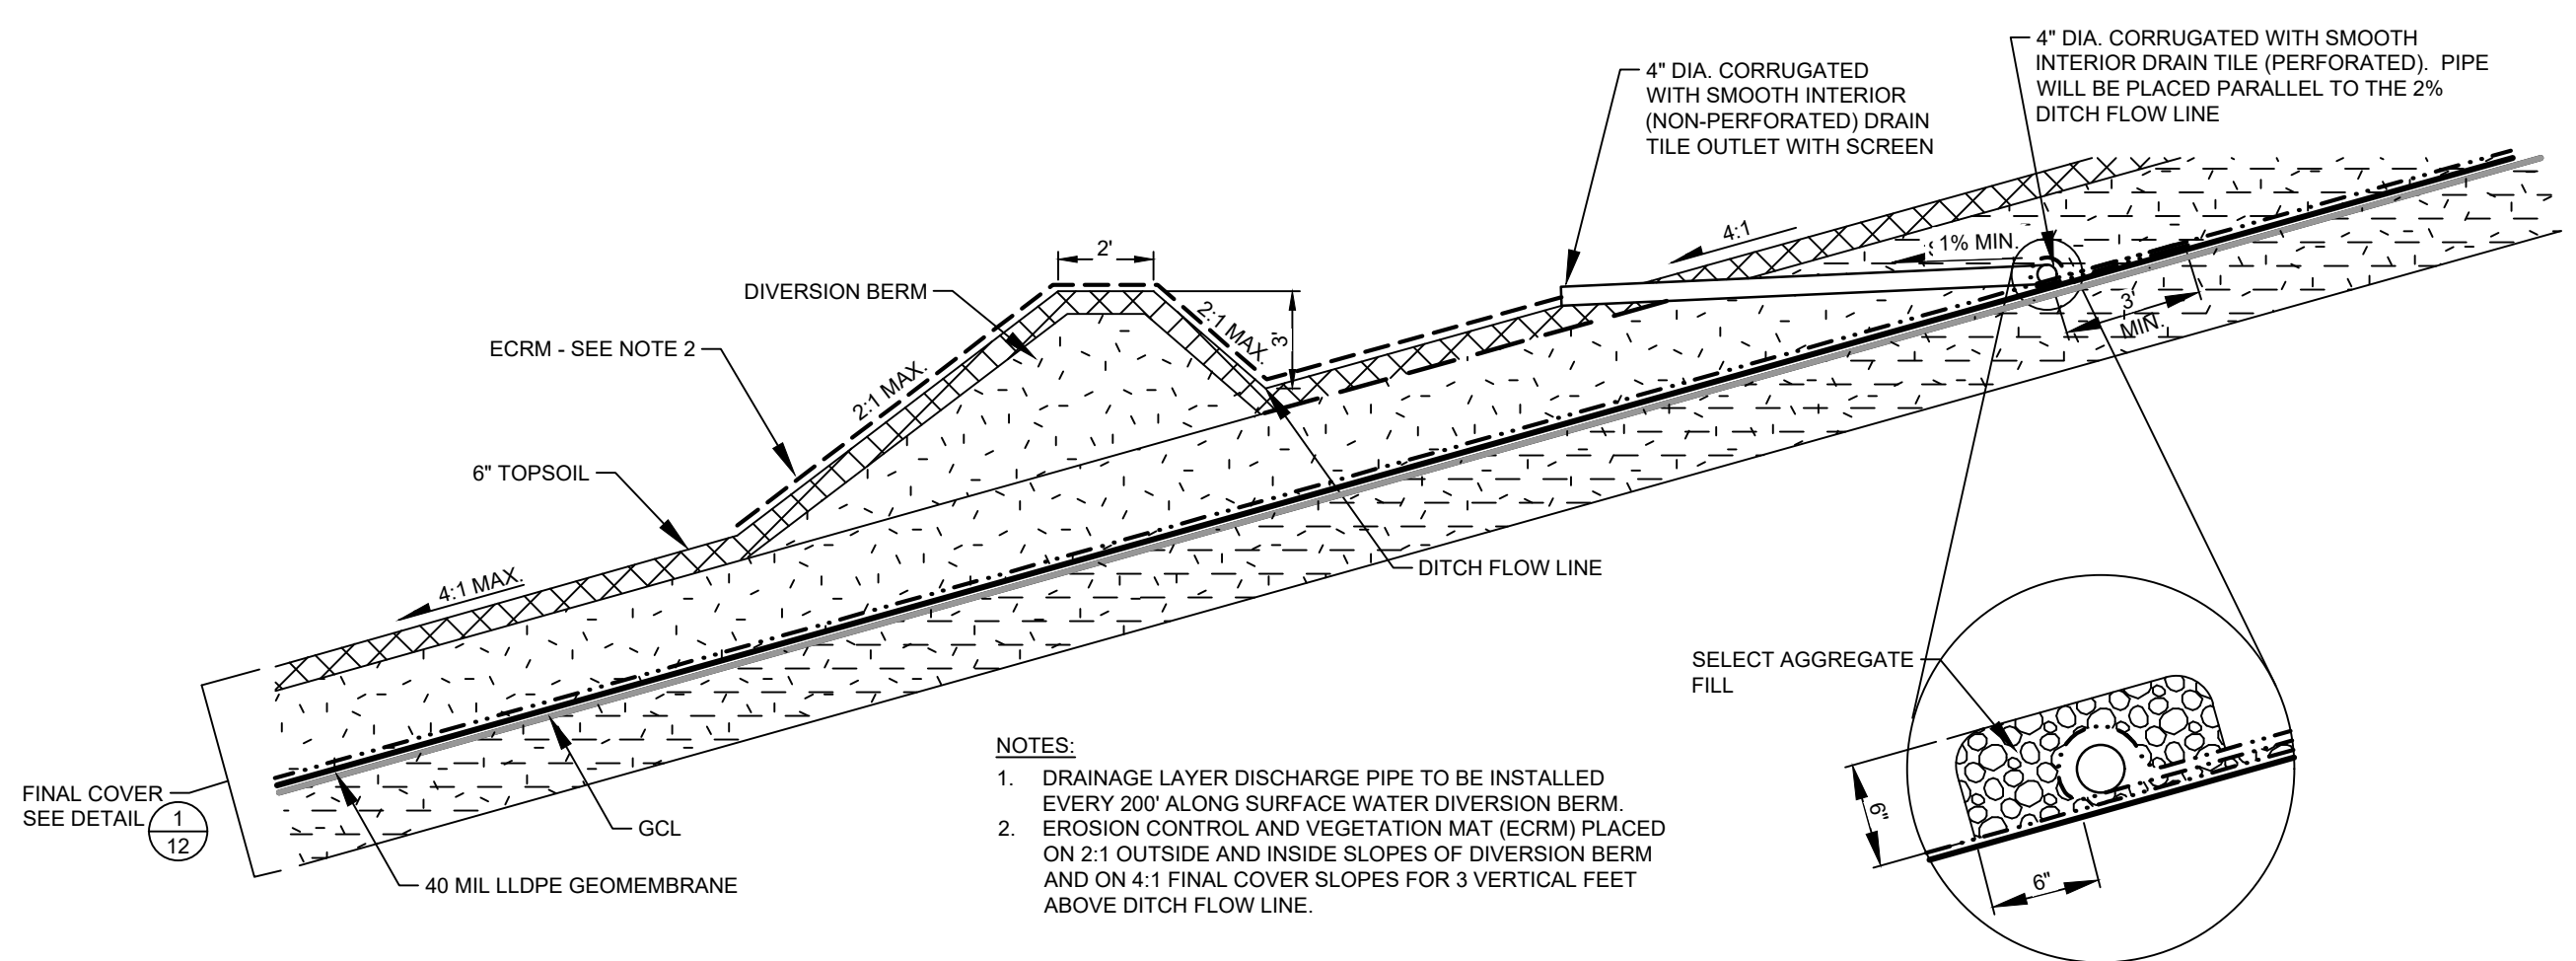 4" DIA. CORRUGATED WITH SMOOTH
INTERIOR DRAIN TILE (PERFORATED). PIPE
WILL BE PLACED PARALLEL TO THE 2%
DITCH FLOW LINE
4" DIA. CORRUGATED
WITH SMOOTH INTERIOR
(NON-PERFORATED) DRAIN
TILE OUTLET WITH SCREEN
4:1
1% MIN.
2'
DIVERSION BERM
2:1 MAX.
3'
3'
MIN.
ECRM - SEE NOTE 2
2:1 MAX.
6" TOPSOIL
DITCH FLOW LINE
4:1 MAX.
SELECT AGGREGATE
FILL
6"
6"
FINAL COVER
SEE DETAIL
1
12
GCL
40 MIL LLDPE GEOMEMBRANE
NOTES:
1. DRAINAGE LAYER DISCHARGE PIPE TO BE INSTALLED
EVERY 200' ALONG SURFACE WATER DIVERSION BERM.
2. EROSION CONTROL AND VEGETATION MAT (ECRM) PLACED
ON 2:1 OUTSIDE AND INSIDE SLOPES OF DIVERSION BERM
AND ON 4:1 FINAL COVER SLOPES FOR 3 VERTICAL FEET
ABOVE DITCH FLOW LINE.